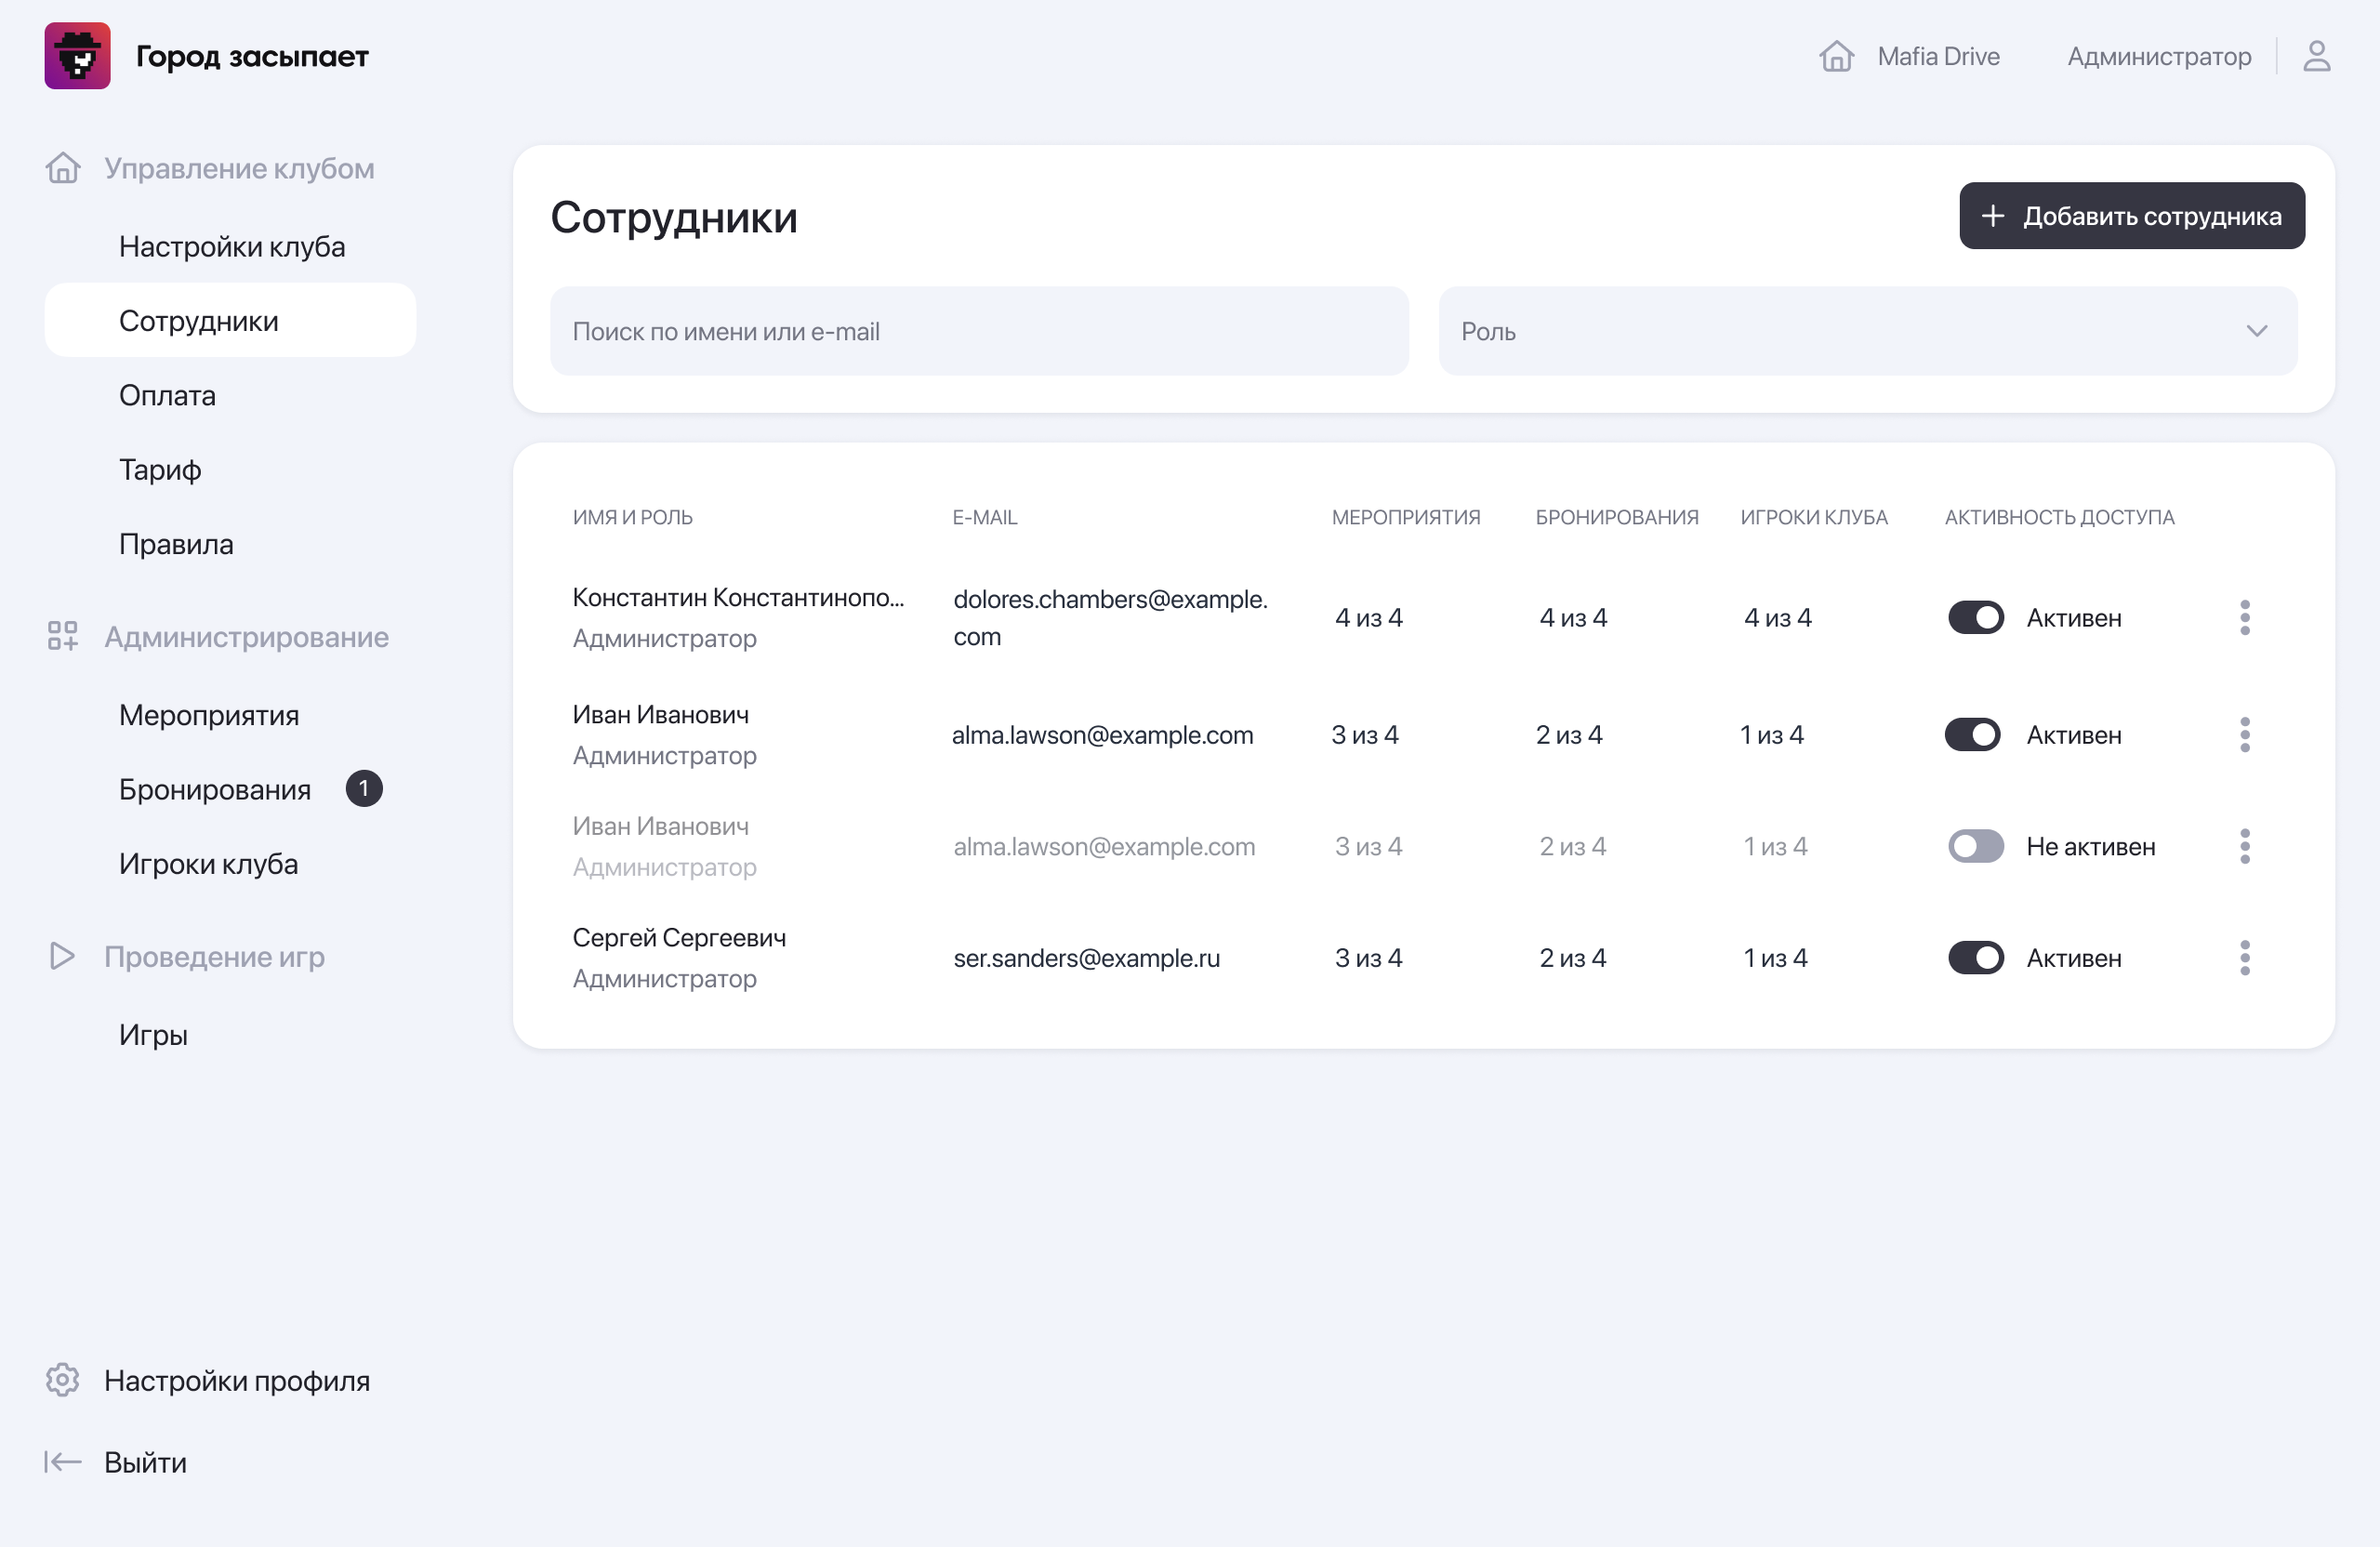 Город засыпает
Mafia Drive
Администратор
Управление клубом
Настройки клуба
Сотрудники
Оплата
Тариф
Правила
Администрирование
Мероприятия
Бронирования 1
Игроки клуба
Проведение игр
Игры
Настройки профиля
Выйти
Сотрудники
+ Добавить сотрудника
Поиск по имени или e-mail
Роль
ИМЯ И РОЛЬ E-MAIL МЕРОПРИЯТИЯ БРОНИРОВАНИЯ ИГРОКИ КЛУБА АКТИВНОСТЬ ДОСТУПА
Константин Константинопо...
Администратор
dolores.chambers@example.
com
4 из 4 4 из 4 4 из 4 Активен
Иван Иванович
Администратор
alma.lawson@example.com 3 из 4 2 из 4 1 из 4 Активен
Иван Иванович
Администратор
alma.lawson@example.com 3 из 4 2 из 4 1 из 4 Не активен
Сергей Сергеевич
Администратор
ser.sanders@example.ru 3 из 4 2 из 4 1 из 4 Активен